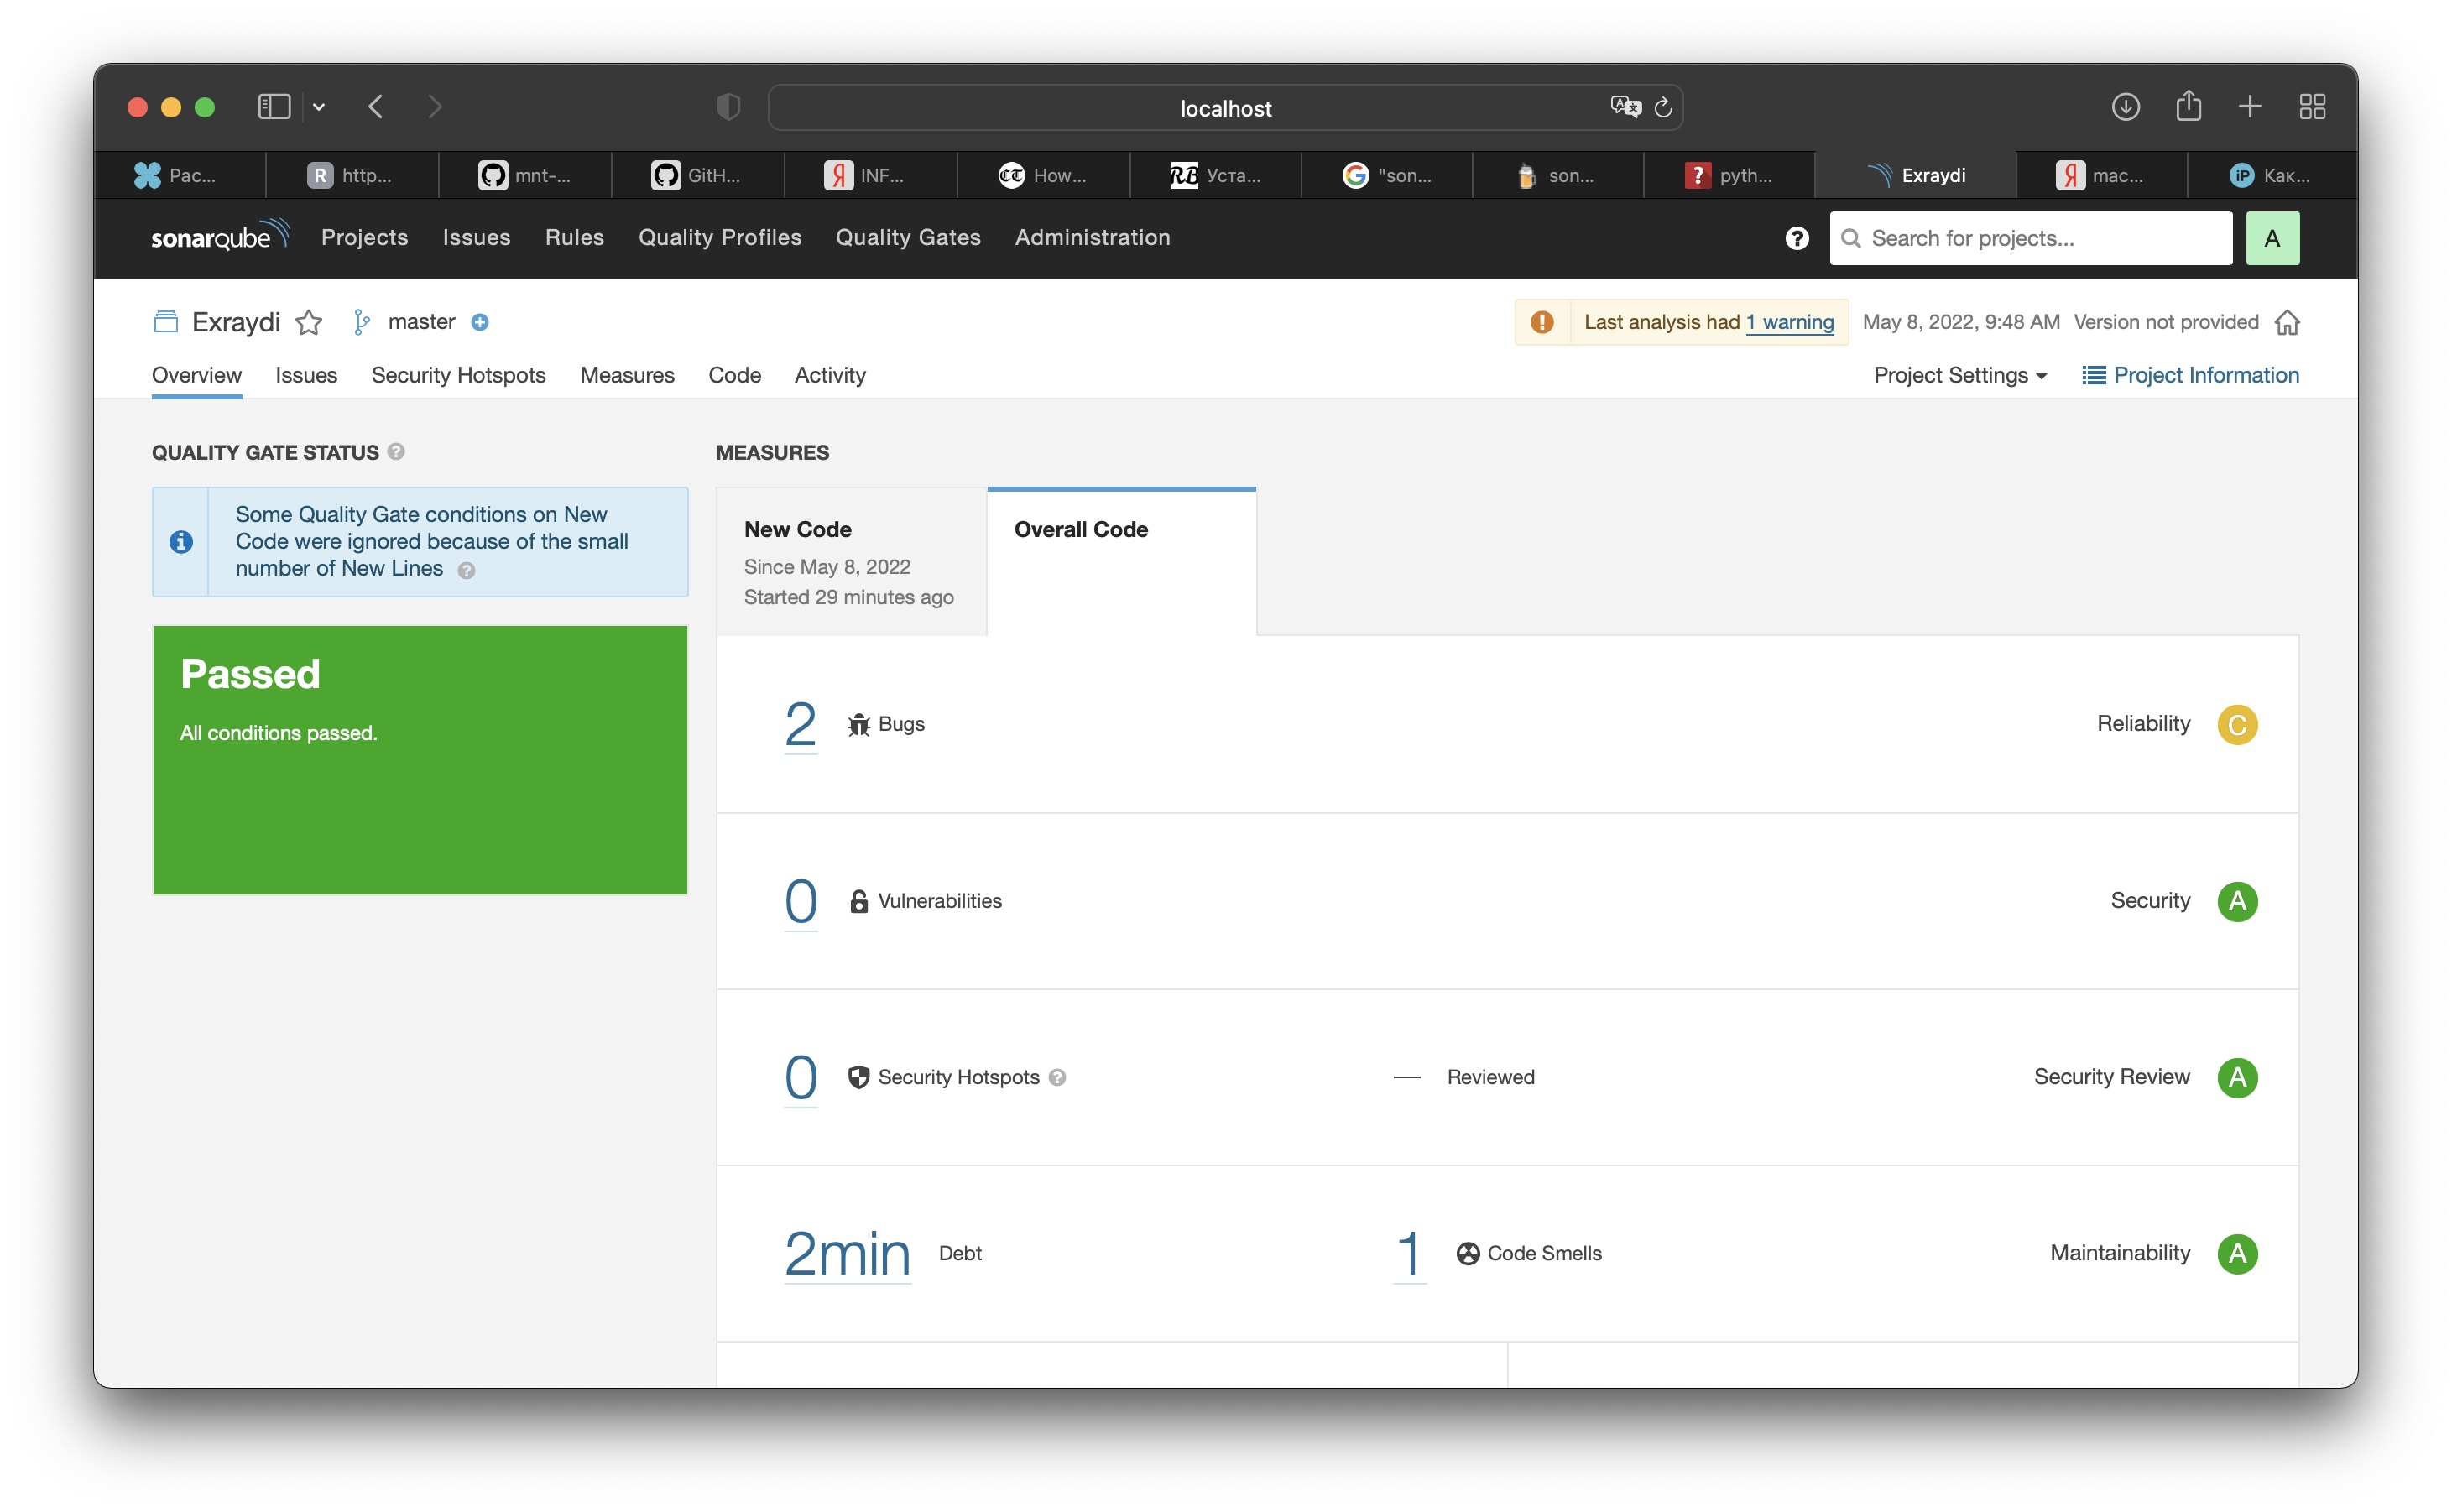 localhost
Рас...
R http...
mnt-...
GitH...
Я INF...
CT How...
RB Уста...
G "son...
son...
? pyth...
Exraydi
Я mac...
iP Как...
sonarqube Projects Issues Rules Quality Profiles Quality Gates Administration ? Search for projects... A
Exraydi master Last analysis had 1 warning May 8, 2022, 9:48 AM Version not provided
Overview Issues Security Hotspots Measures Code Activity Project Settings Project Information
QUALITY GATE STATUS ?
Some Quality Gate conditions on New
Code were ignored because of the small
number of New Lines ?
Passed
All conditions passed.
MEASURES
New Code
Since May 8, 2022
Started 29 minutes ago
Overall Code
2 Bugs Reliability C
0 Vulnerabilities Security A
0 Security Hotspots ? — Reviewed Security Review A
2min Debt 1 Code Smells Maintainability A